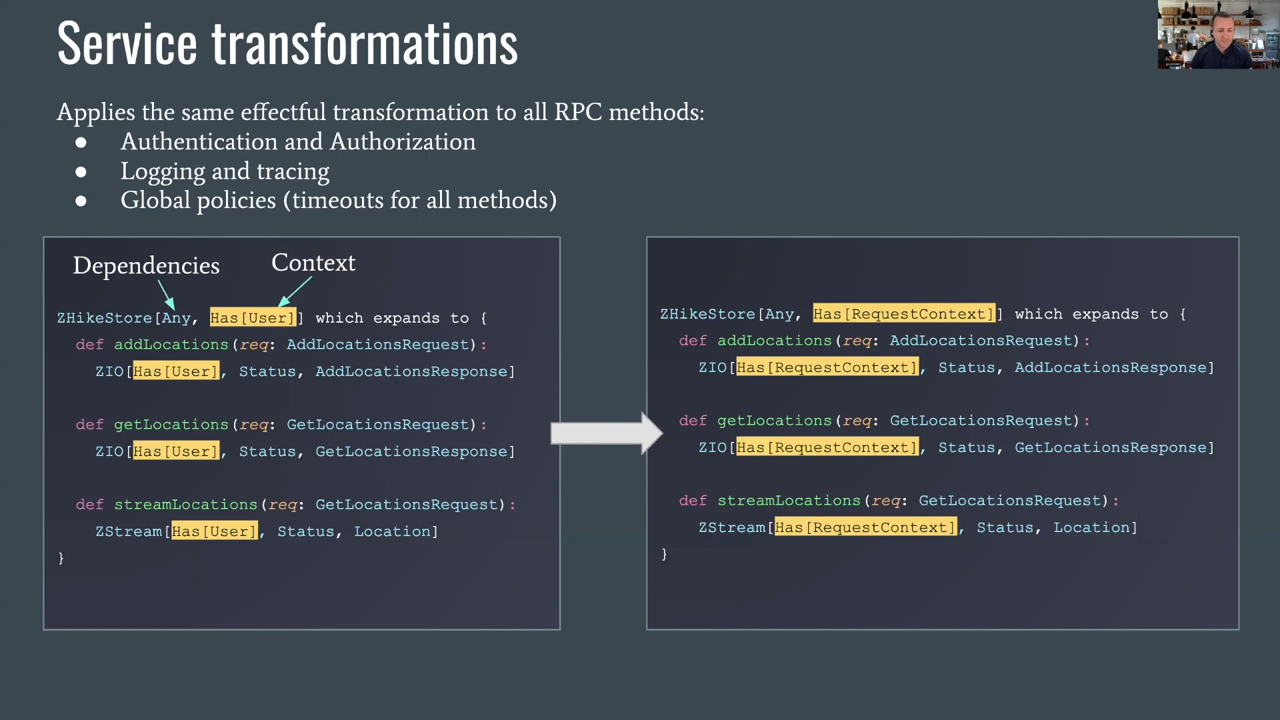 Service transformations
Applies the same effectful transformation to all RPC methods:
● Authentication and Authorization
● Logging and tracing
● Global policies (timeouts for all methods)
Dependencies
Context
ZHikeStore[Any, Has[User]] which expands to {
def addLocations(req: AddLocationsRequest):
ZIO[Has[User], Status, AddLocationsResponse]
def getLocations(req: GetLocationsRequest):
ZIO[Has[User], Status, GetLocationsResponse]
def streamLocations(req: GetLocationsRequest):
ZStream[Has[User], Status, Location]
}
ZHikeStore[Any, Has[RequestContext]] which expands to {
def addLocations(req: AddLocationsRequest):
ZIO[Has[RequestContext], Status, AddLocationsResponse]
def getLocations(req: GetLocationsRequest):
ZIO[Has[RequestContext], Status, GetLocationsResponse]
def streamLocations(req: GetLocationsRequest):
ZStream[Has[RequestContext], Status, Location]
}